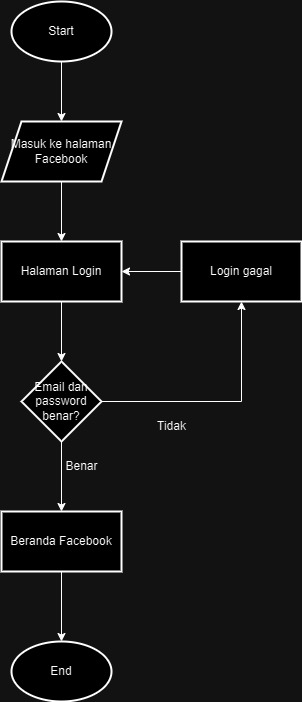 Start
Masuk ke halaman
Facebook
Halaman Login
Login gagal
Email dan
password
benar?
Tidak
Benar
Beranda Facebook
End